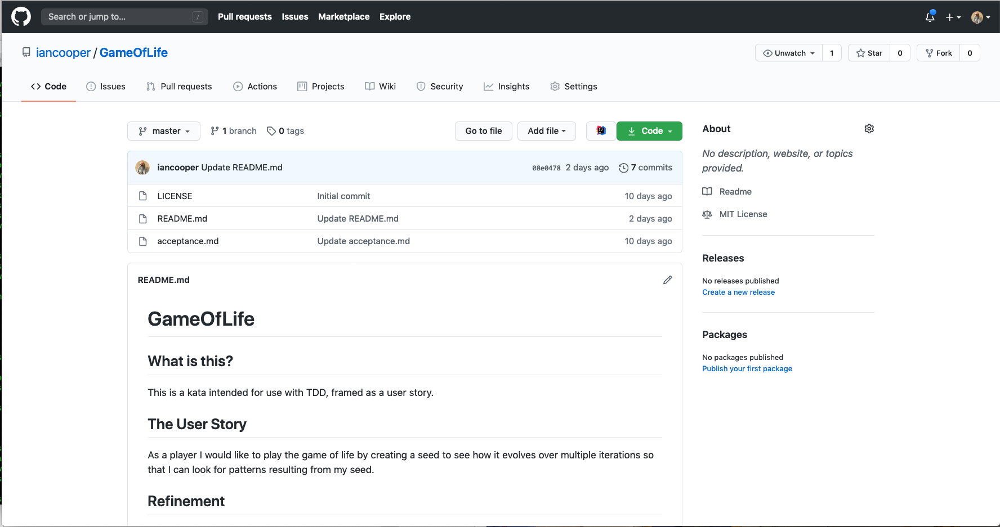 Search or jump to... /
Pull requests Issues Marketplace Explore
iancooper / GameOfLife
Unwatch 1 Star 0 Fork 0
Code Issues Pull requests Actions Projects Wiki Security Insights Settings
master 1 branch 0 tags
Go to file Add file Code
iancooper Update README.md 08e0478 2 days ago 7 commits
LICENSE Initial commit 10 days ago
README.md Update README.md 2 days ago
acceptance.md Update acceptance.md 10 days ago
README.md
GameOfLife
What is this?
This is a kata intended for use with TDD, framed as a user story.
The User Story
As a player I would like to play the game of life by creating a seed to see how it evolves over multiple iterations so
that I can look for patterns resulting from my seed.
Refinement
About
No description, website, or topics
provided.
Readme
MIT License
Releases
No releases published
Create a new release
Packages
No packages published
Publish your first package